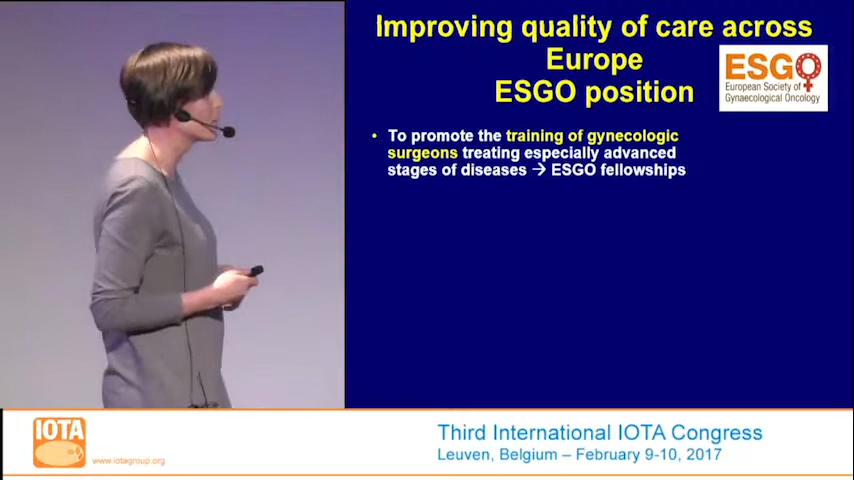 Improving quality of care across
Europe
ESGO position
ESGO
European Society of
Gynaecological Oncology
• To promote the training of gynecologic
surgeons treating especially advanced
stages of diseases → ESGO fellowships
IOTA
www.iotagroup.org
Third International IOTA Congress
Leuven, Belgium – February 9-10, 2017